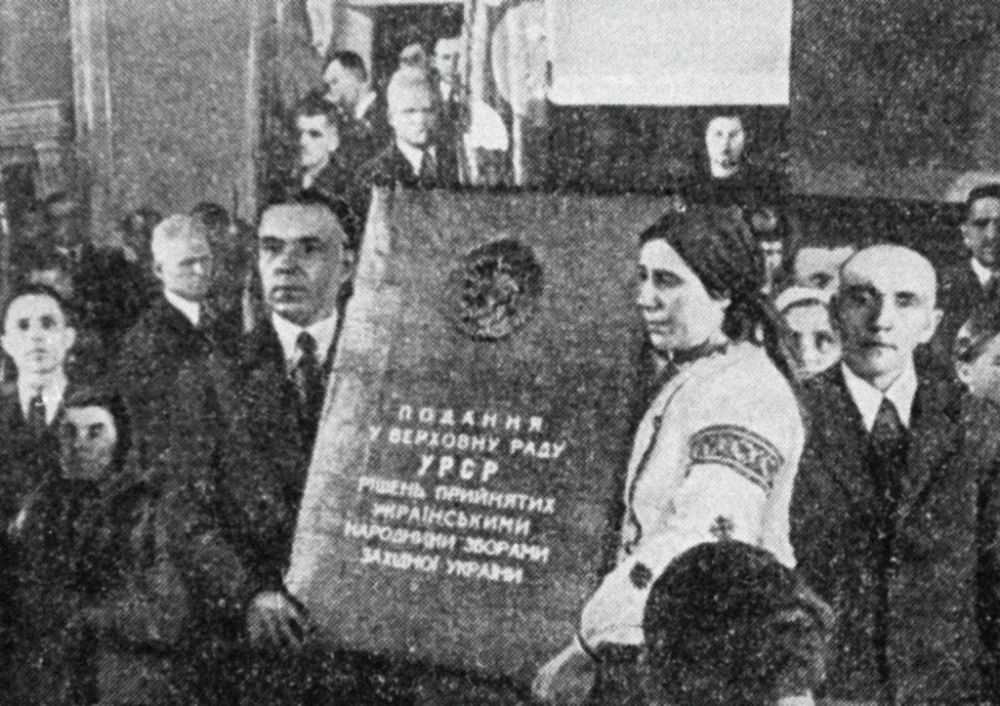 ПОДАННЯ
У ВЕРХОВНУ РАДУ
УРСР
РІШЕНЬ ПРИЙНЯТИХ
УКРАЇНСЬКИМИ
НАРОДНИМИ ЗБОРАМИ
ЗАХІДНОЇ УКРАЇНИ